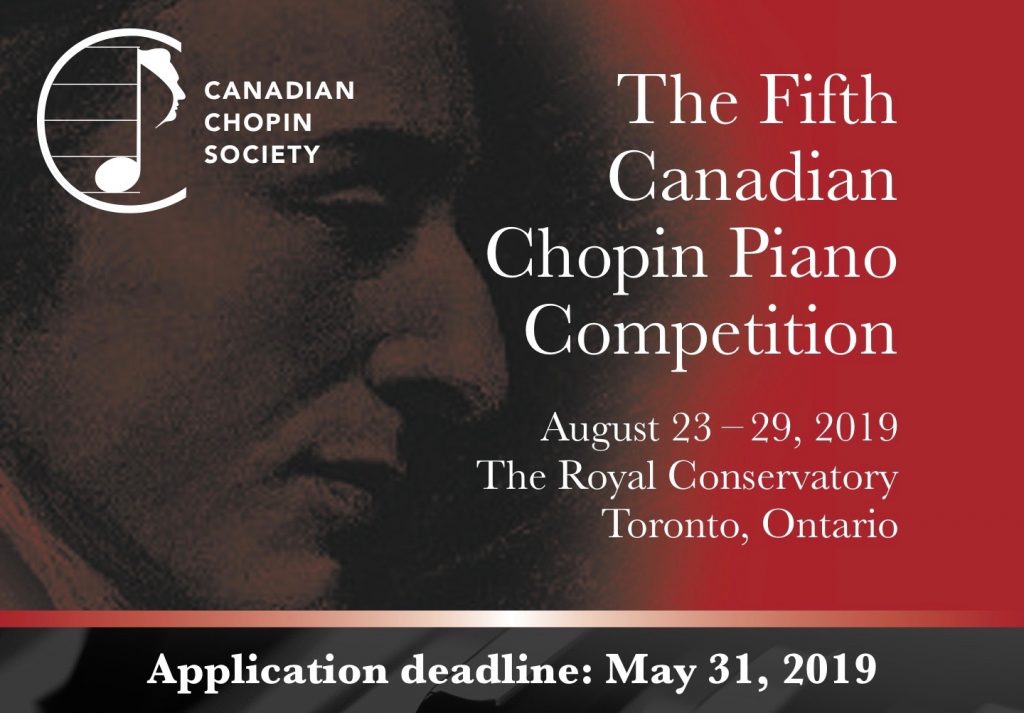 CANADIAN
CHOPIN
SOCIETY
The Fifth
Canadian
Chopin Piano
Competition
August 23 – 29, 2019
The Royal Conservatory
Toronto, Ontario
Application deadline: May 31, 2019